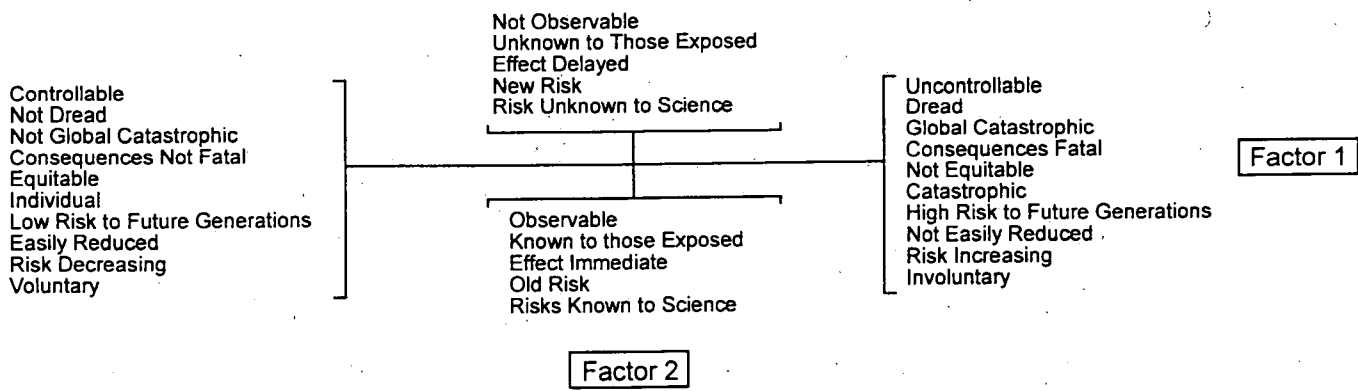 Not Observable
Unknown to Those Exposed
Effect Delayed
New Risk
Risk Unknown to Science
Controllable
Not Dread
Not Global Catastrophic
Consequences Not Fatal
Equitable
Individual
Low Risk to Future Generations
Easily Reduced
Risk Decreasing
Voluntary
Uncontrollable
Dread
Global Catastrophic
Consequences Fatal
Not Equitable
Catastrophic
High Risk to Future Generations
Not Easily Reduced
Risk Increasing
Involuntary
Factor 1
Observable
Known to those Exposed
Effect Immediate
Old Risk
Risks Known to Science
Factor 2